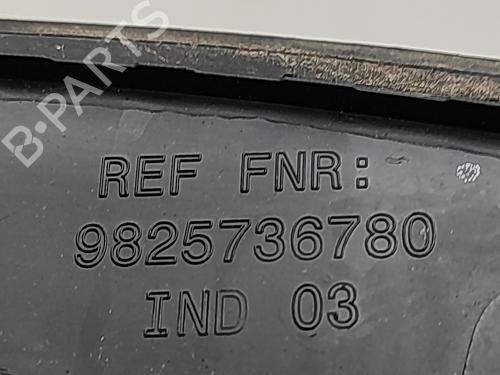 B-PARTS
REF FNR:
9825736780
IND 03